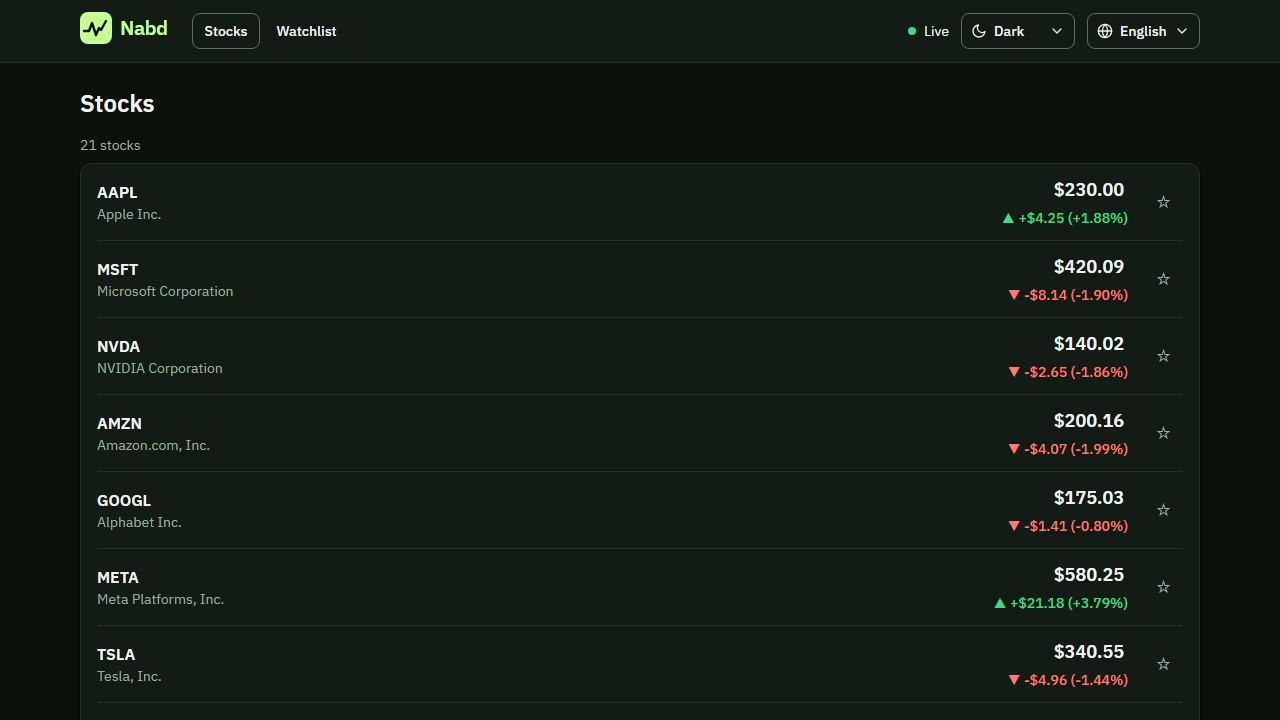 Nabd Stocks Watchlist Live Dark English
Stocks
21 stocks
AAPL $230.00
Apple Inc. ▲ +$4.25 (+1.88%)
MSFT $420.09
Microsoft Corporation ▼ -$8.14 (-1.90%)
NVDA $140.02
NVIDIA Corporation ▼ -$2.65 (-1.86%)
AMZN $200.16
Amazon.com, Inc. ▼ -$4.07 (-1.99%)
GOOGL $175.03
Alphabet Inc. ▼ -$1.41 (-0.80%)
META $580.25
Meta Platforms, Inc. ▲ +$21.18 (+3.79%)
TSLA $340.55
Tesla, Inc. ▼ -$4.96 (-1.44%)